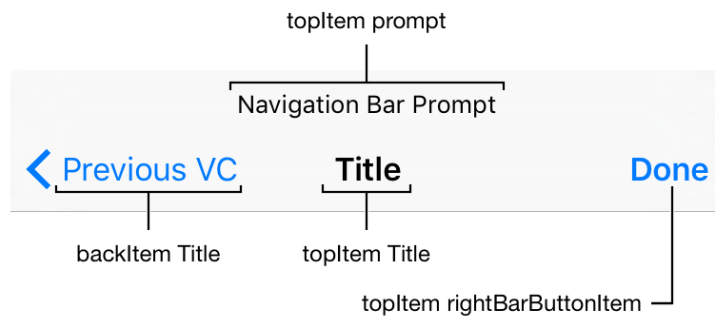 topItem prompt
Navigation Bar Prompt
Previous VC Title Done
backItem Title topItem Title
topItem rightBarButtonItem